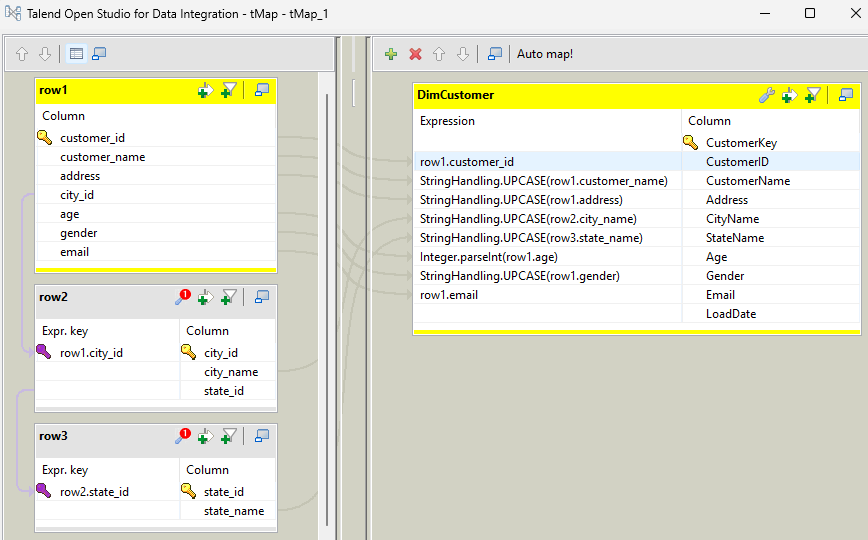 Talend Open Studio for Data Integration - tMap - tMap_1
Auto map!
row1
Column
customer_id
customer_name
address
city_id
age
gender
email
row2
1
Expr. key Column
row1.city_id city_id
city_name
state_id
row3
1
Expr. key Column
row2.state_id state_id
state_name
DimCustomer
Expression Column
CustomerKey
row1.customer_id CustomerID
StringHandling.UPCASE(row1.customer_name) CustomerName
StringHandling.UPCASE(row1.address) Address
StringHandling.UPCASE(row2.city_name) CityName
StringHandling.UPCASE(row3.state_name) StateName
Integer.parseInt(row1.age) Age
StringHandling.UPCASE(row1.gender) Gender
row1.email Email
LoadDate